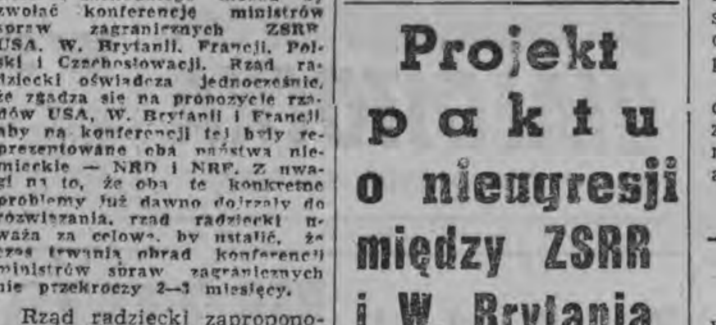 zwołać konferencję ministrów
spraw zagranicznych ZSRR
USA, W. Brytanii, Francji, Pol-
ski i Czechosłowacji. Rząd ra-
dziecki oświadcza jednocześnie,
że zgadza się na propozycje rzą-
dów USA, W. Brytanii i Francji
aby na konferencji tej były re-
prezentowane oba państwa nie-
mieckie — NRD i NRF. Z uwa-
gi na to, że oba te konkretne
problemy już dawno dojrzały do
rozwiązania, rząd radziecki u-
waża za celowe, by ustalić, że
czas trwania obrad konferencji
ministrów spraw zagranicznych
nie przekroczy 2—3 miesięcy.
Rząd radziecki zapropono-
Projekt
paktu
o nieagresji
między ZSRR
i W. Brytanią